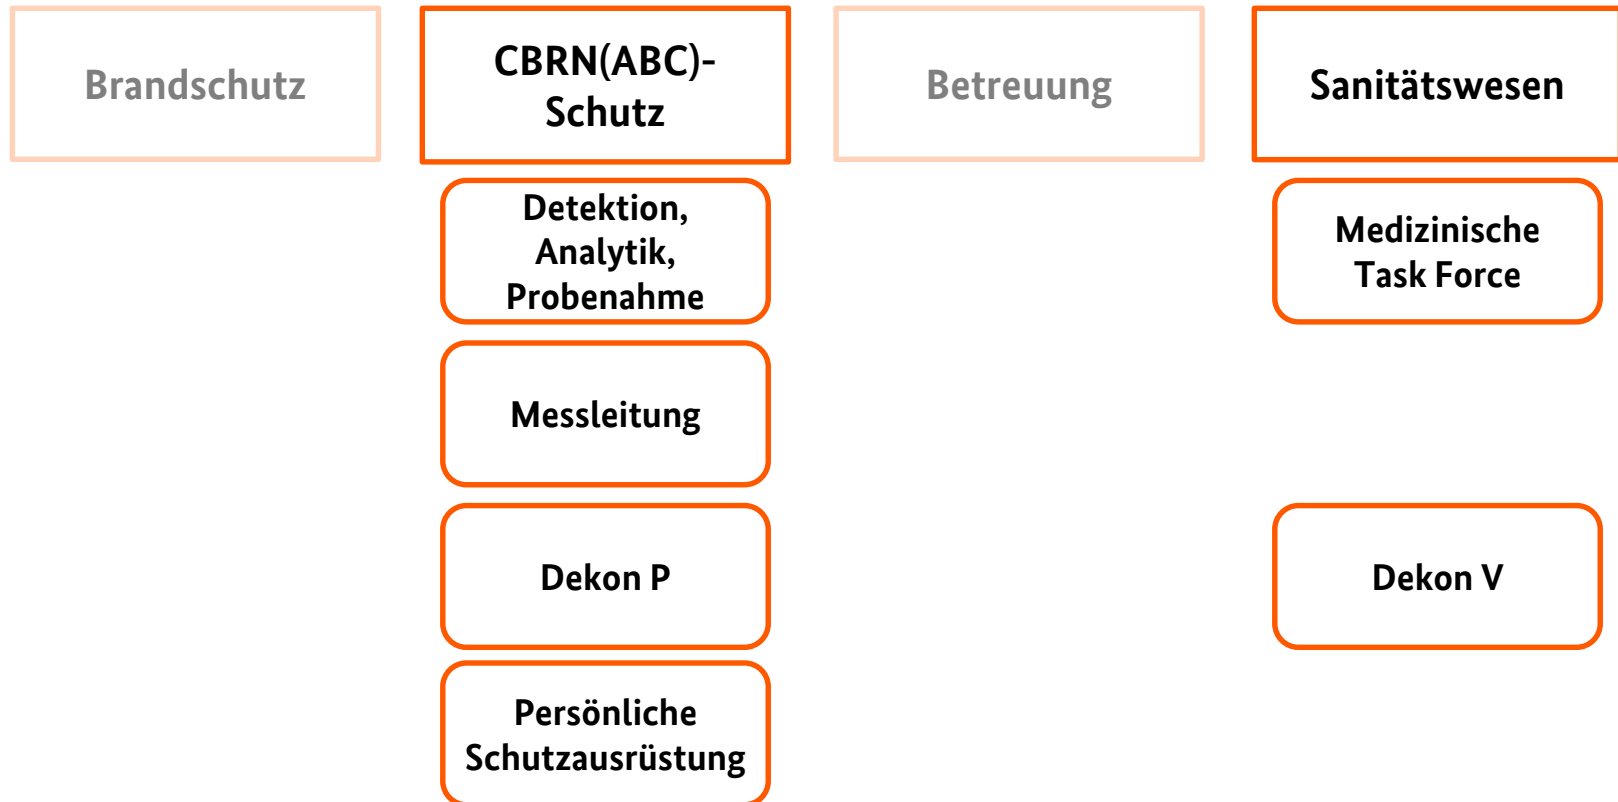 Brandschutz
CBRN(ABC)-
Schutz
Betreuung
Sanitätswesen
Detektion,
Analytik,
Probenahme
Medizinische
Task Force
Messleitung
Dekon P
Dekon V
Persönliche
Schutzausrüstung